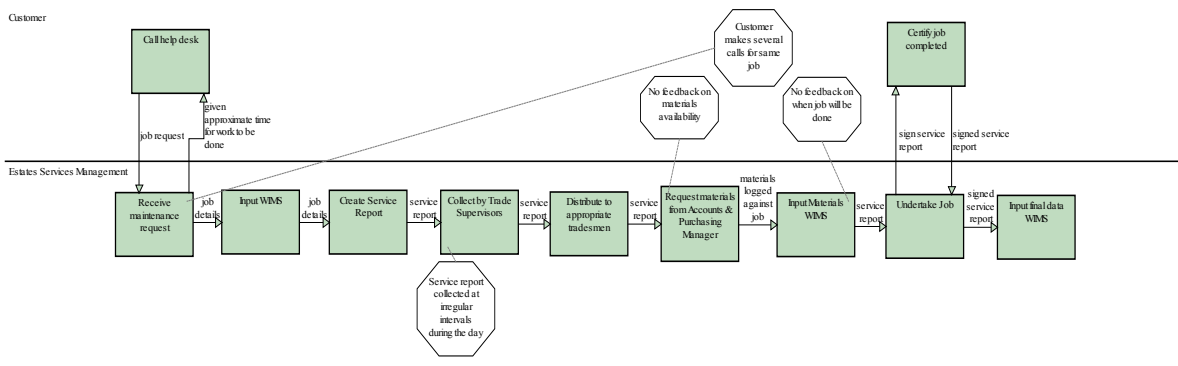 Customer
Call help desk
Customer
makes several
calls for same
job
Certify job
completed
No feedback on
materials
availability
No feedback on
when job will be
done
given
approximate time
for work to be
done
job request
sign service
report
signed service
report
Estates Services Management
Receive
maintenance
request
job
details
Input WIMS
job
details
Create Service
Report
service
report
Collect by Trade
Supervisors
service
report
Distribute to
appropriate
tradesmen
service
report
Request materials
from Accounts &
Purchasing
Manager
materials
logged
against
job
Input Materials
WIMS
service
report
Undertake Job
signed
service
report
Input final data
WIMS
Service report
collected at
irregular
intervals
during the day